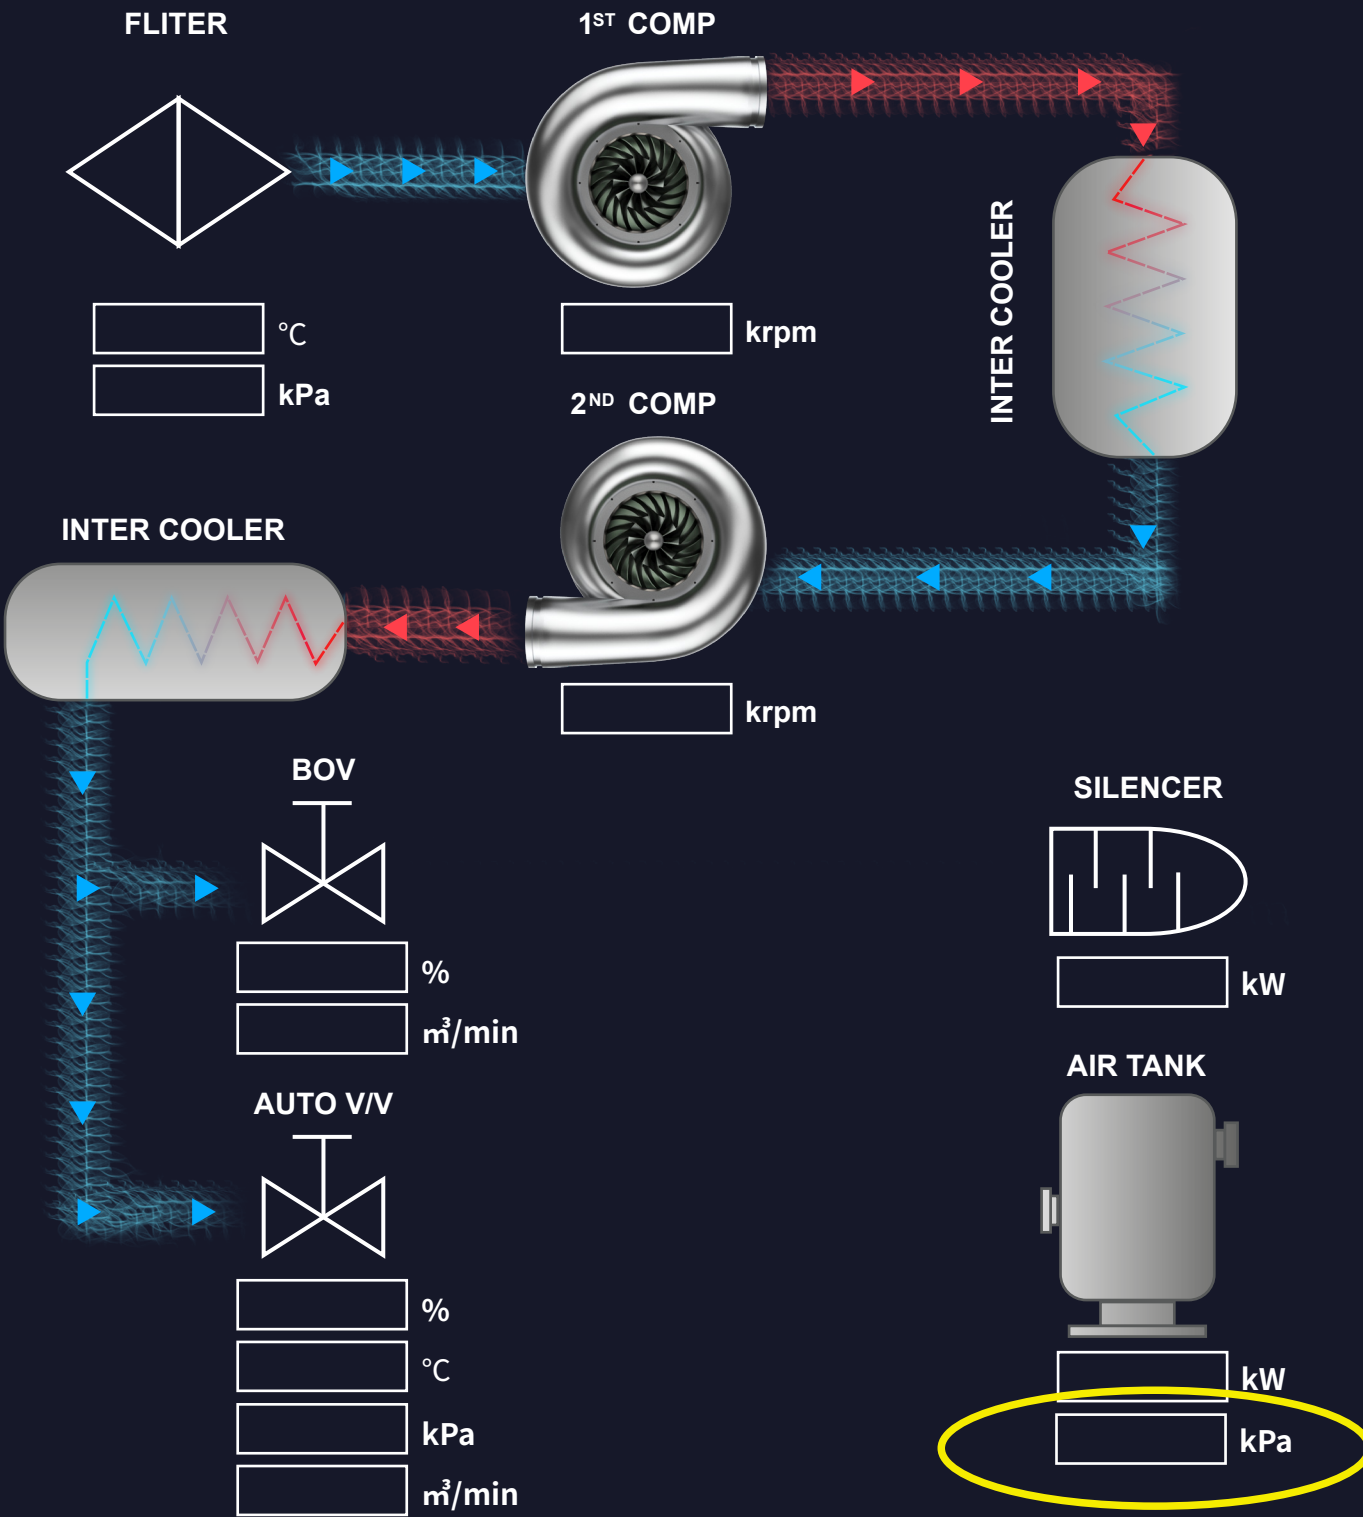 FLITER
1ST COMP
INTER COOLER
°C
kPa
krpm
2ND COMP
krpm
INTER COOLER
BOV
%
m³/min
AUTO V/V
%
°C
kPa
m³/min
SILENCER
kW
AIR TANK
kW
kPa